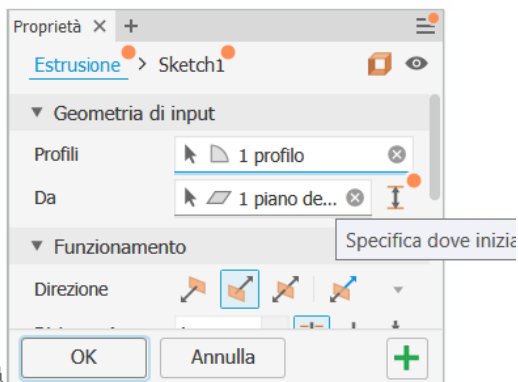 Proprietà × +
Estrusione > Sketch1
Geometria di input
Profili 1 profilo
Da 1 piano de...
Specifica dove inizia
Funzionamento
Direzione
OK Annulla